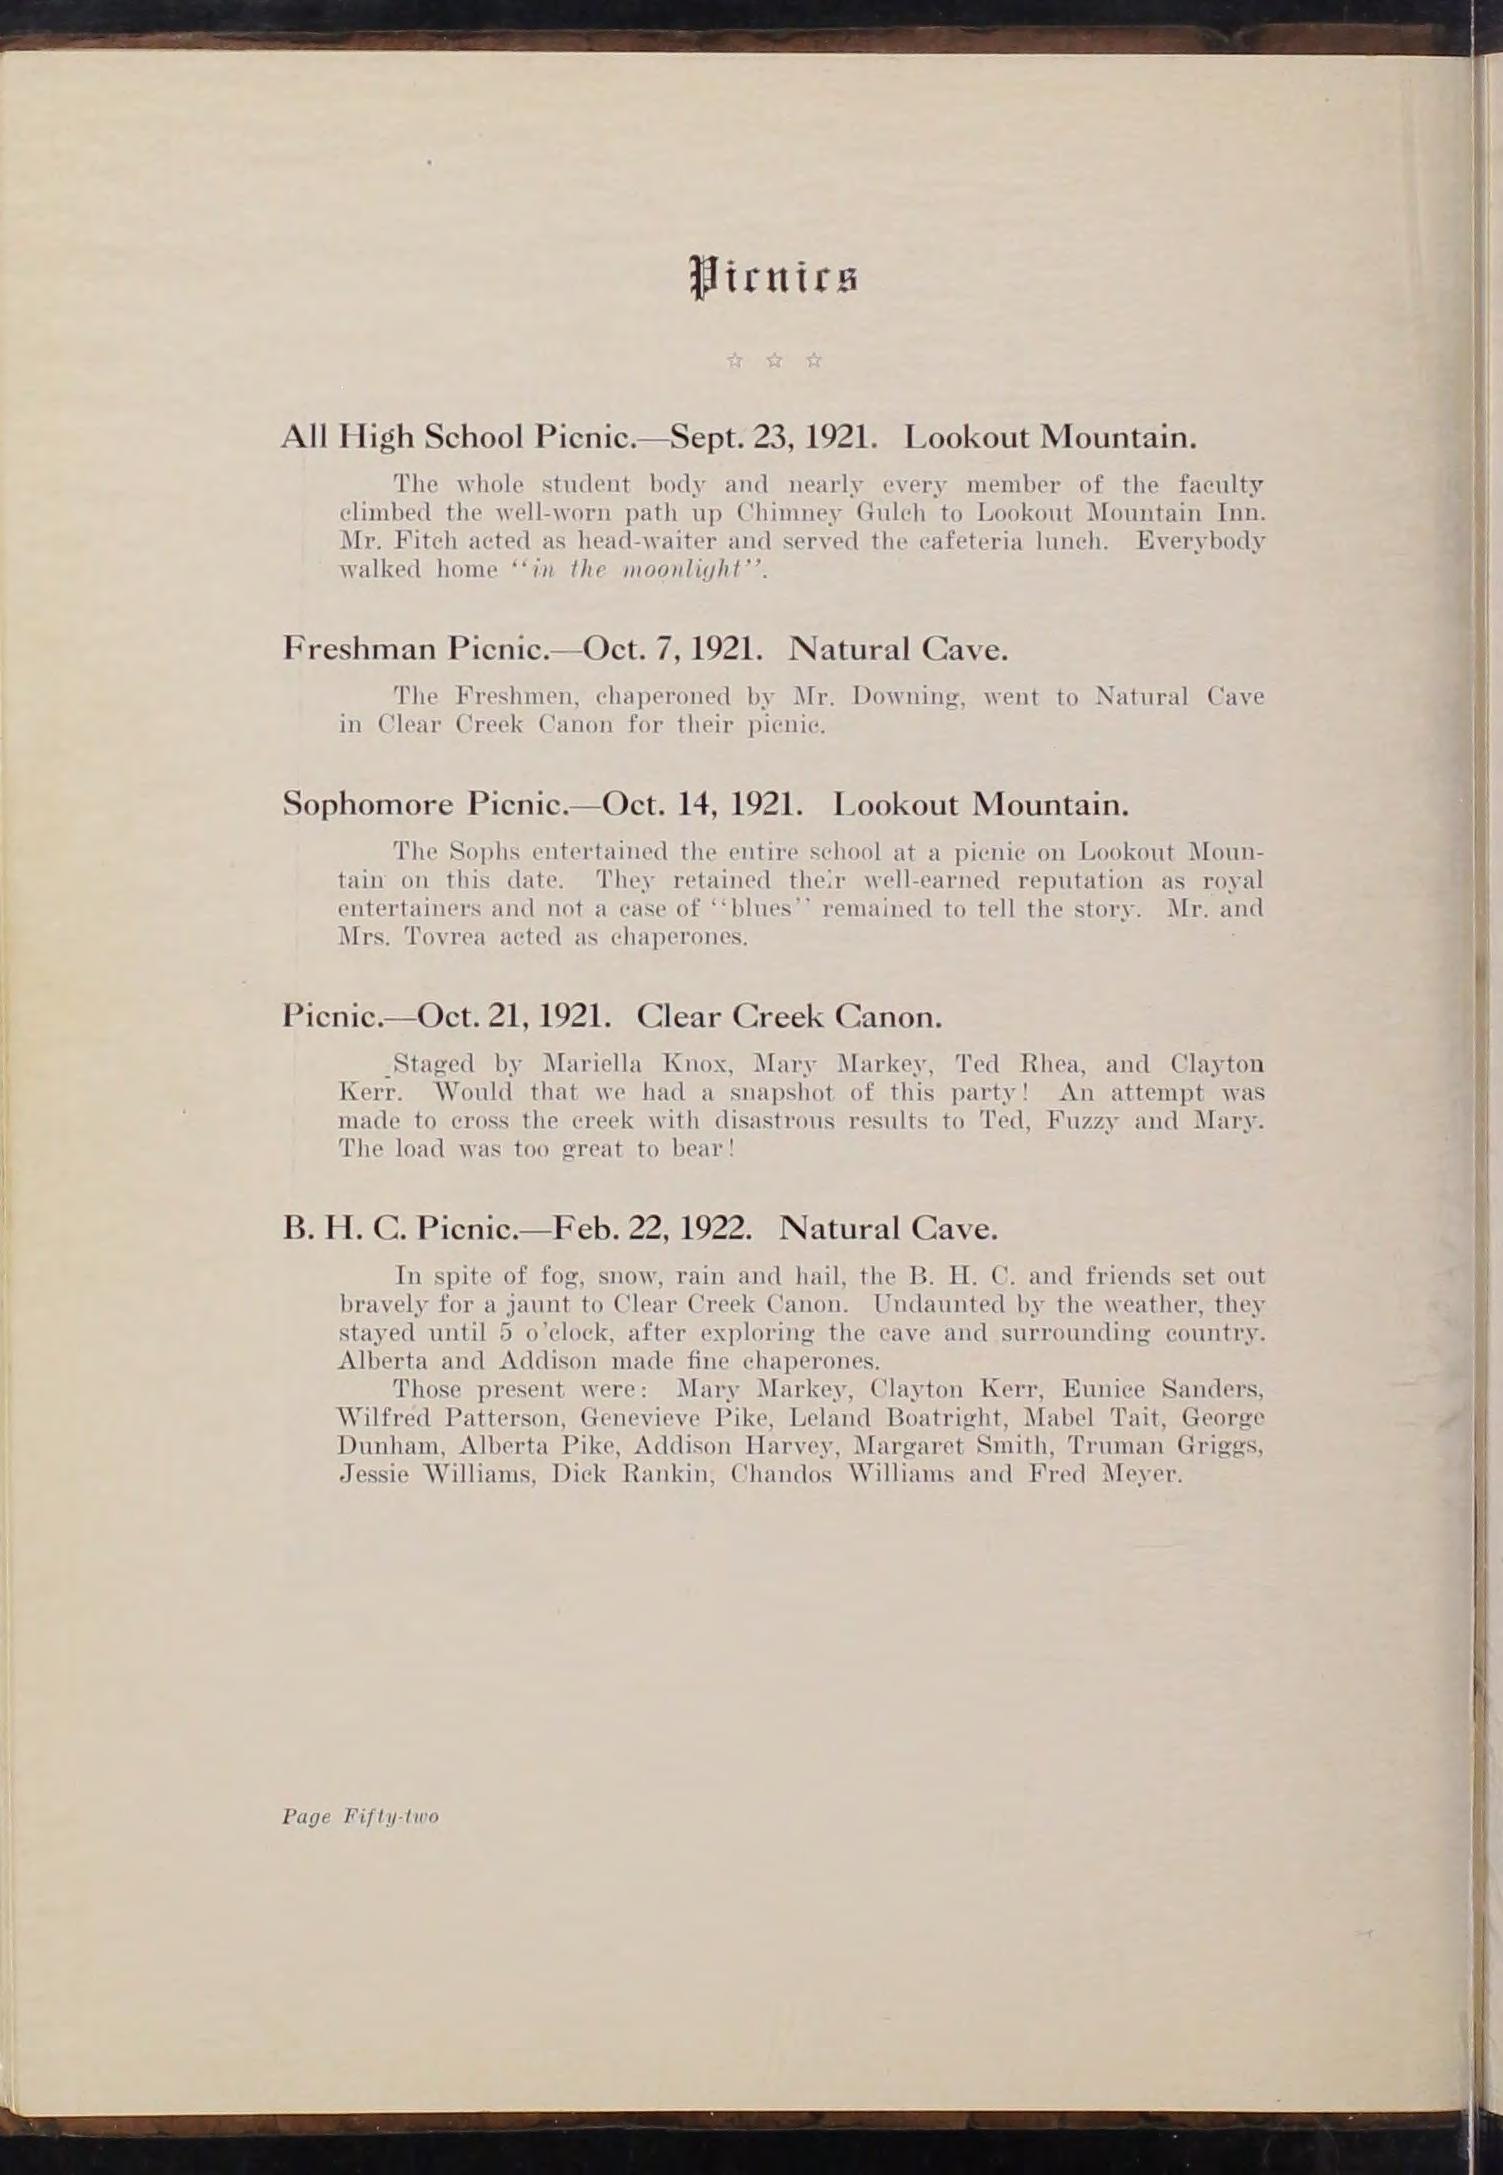 Picnics
☆ ☆ ☆
All High School Picnic.—Sept. 23, 1921. Lookout Mountain.
The whole student body and nearly every member of the faculty
climbed the well-worn path up Chimney Gulch to Lookout Mountain Inn.
Mr. Fitch acted as head-waiter and served the cafeteria lunch. Everybody
walked home "in the moonlight".
Freshman Picnic.—Oct. 7, 1921. Natural Cave.
The Freshmen, chaperoned by Mr. Downing, went to Natural Cave
in Clear Creek Canon for their picnic.
Sophomore Picnic.—Oct. 14, 1921. Lookout Mountain.
The Sophs entertained the entire school at a picnic on Lookout Moun-
tain on this date. They retained their well-earned reputation as royal
entertainers and not a case of "blues" remained to tell the story. Mr. and
Mrs. Tovrea acted as chaperones.
Picnic.—Oct. 21, 1921. Clear Creek Canon.
Staged by Mariella Knox, Mary Markey, Ted Rhea, and Clayton
Kerr. Would that we had a snapshot of this party! An attempt was
made to cross the creek with disastrous results to Ted, Fuzzy and Mary.
The load was too great to bear!
B. H. C. Picnic.—Feb. 22, 1922. Natural Cave.
In spite of fog, snow, rain and hail, the B. H. C. and friends set out
bravely for a jaunt to Clear Creek Canon. Undaunted by the weather, they
stayed until 5 o'clock, after exploring the cave and surrounding country.
Alberta and Addison made fine chaperones.
Those present were: Mary Markey, Clayton Kerr, Eunice Sanders,
Wilfred Patterson, Genevieve Pike, Leland Boatright, Mabel Tait, George
Dunham, Alberta Pike, Addison Harvey, Margaret Smith, Truman Griggs,
Jessie Williams, Dick Rankin, Chandos Williams and Fred Meyer.
Page Fifty-two